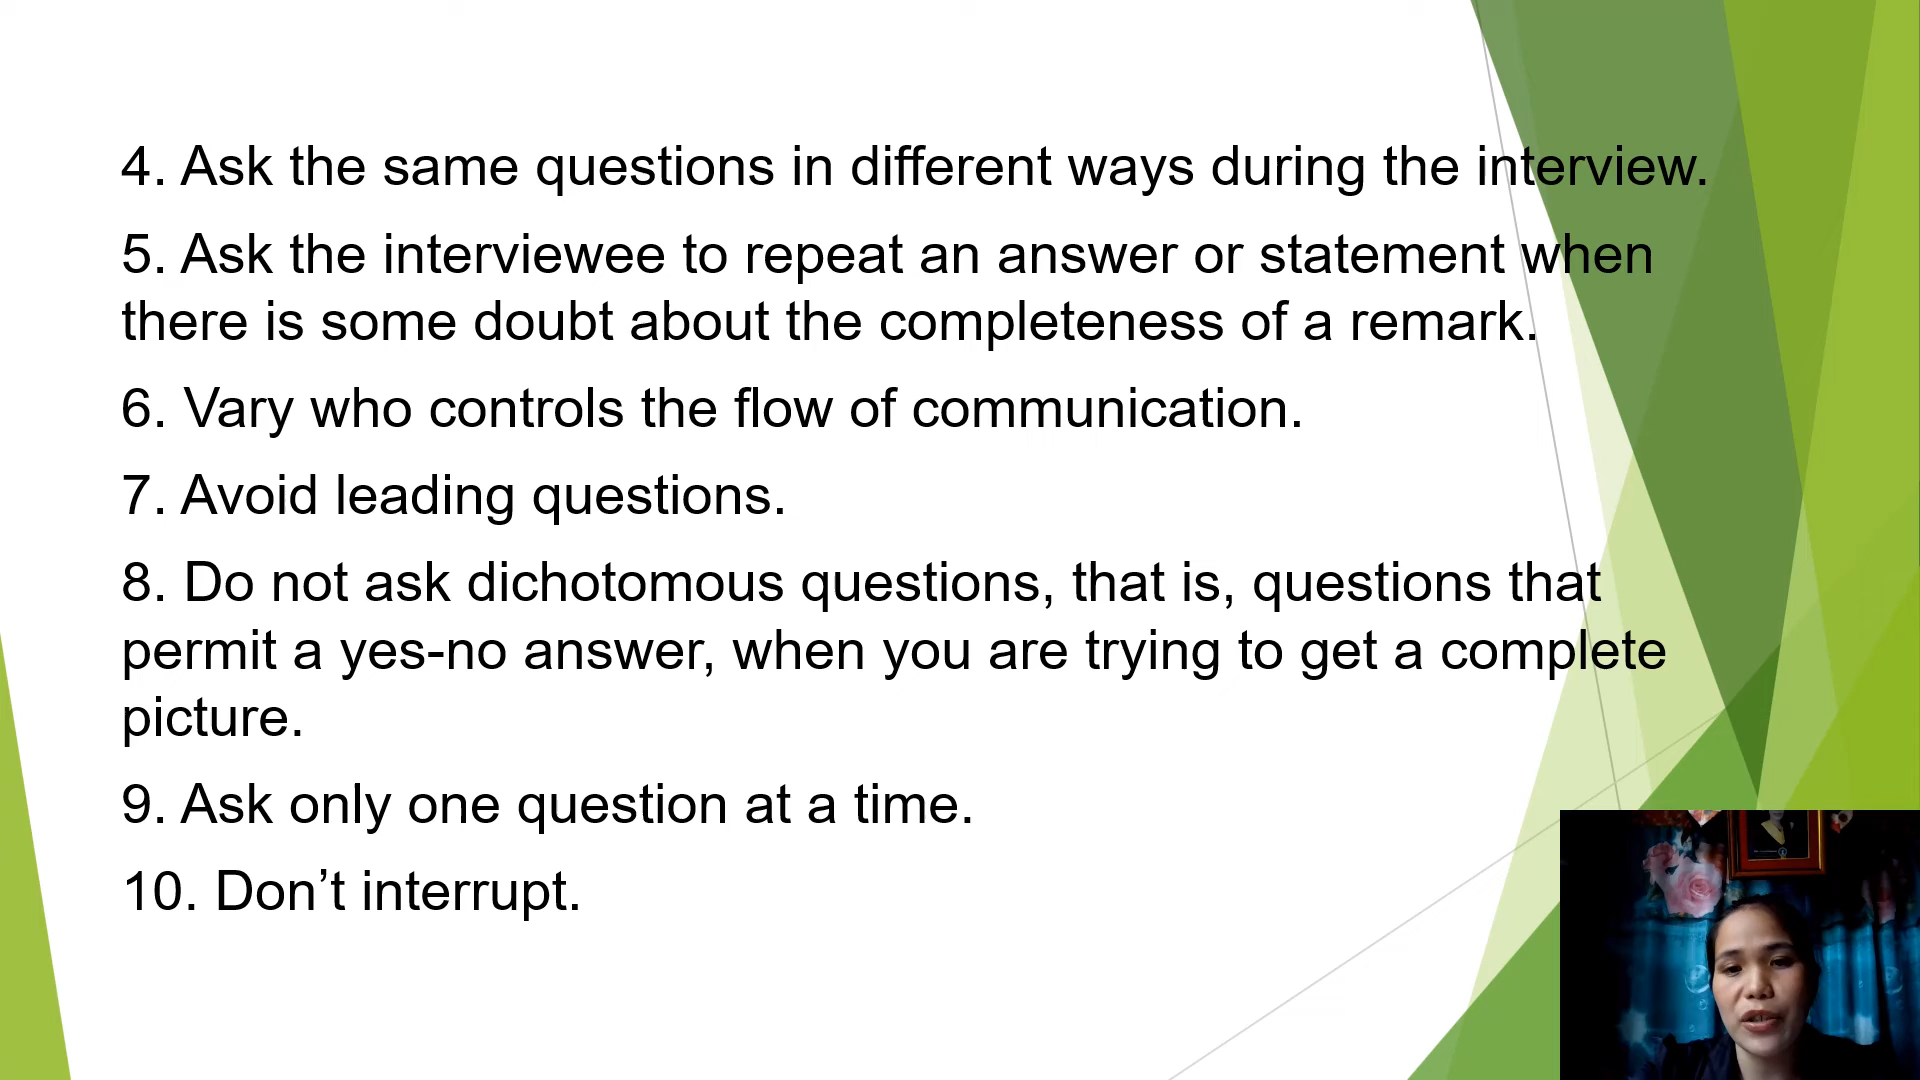 4. Ask the same questions in different ways during the interview.
5. Ask the interviewee to repeat an answer or statement when
there is some doubt about the completeness of a remark.
6. Vary who controls the flow of communication.
7. Avoid leading questions.
8. Do not ask dichotomous questions, that is, questions that
permit a yes-no answer, when you are trying to get a complete
picture.
9. Ask only one question at a time.
10. Don’t interrupt.